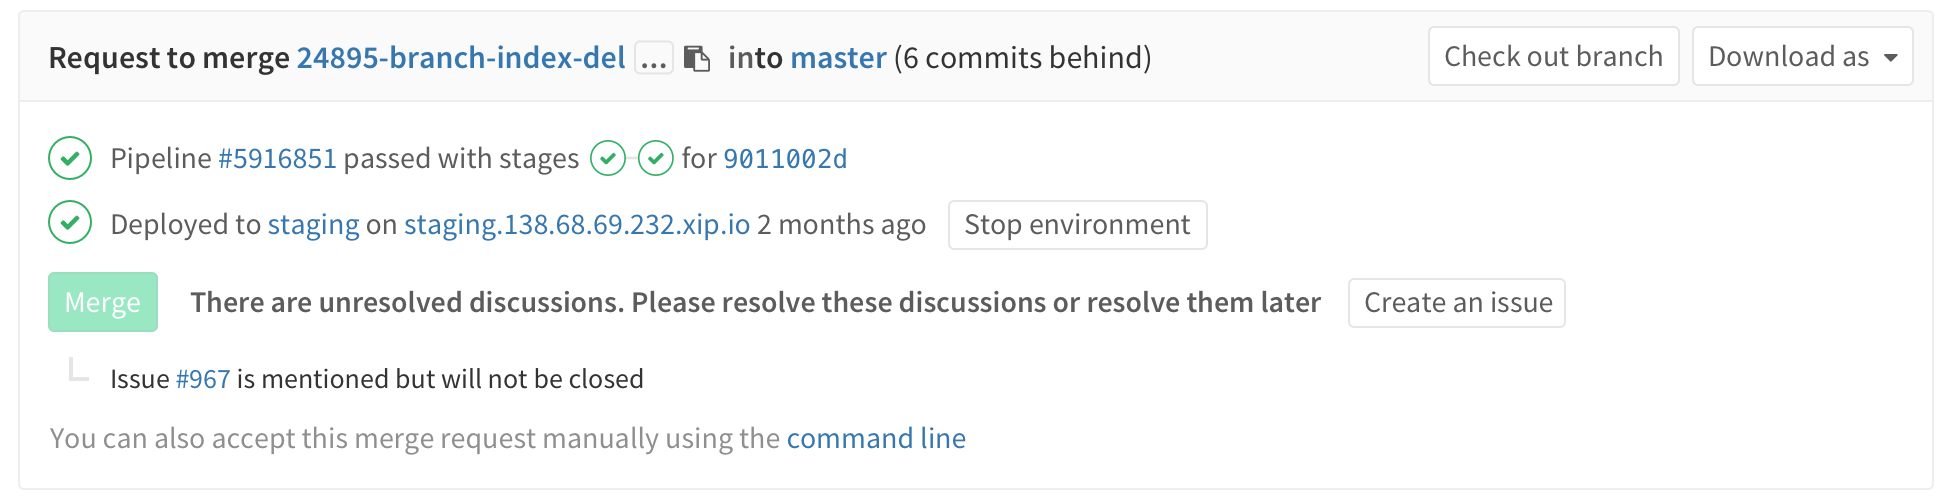 Request to merge 24895-branch-index-del ... into master (6 commits behind) Check out branch Download as
Pipeline #5916851 passed with stages for 9011002d
Deployed to staging on staging.138.68.69.232.xip.io 2 months ago Stop environment
Merge There are unresolved discussions. Please resolve these discussions or resolve them later Create an issue
Issue #967 is mentioned but will not be closed
You can also accept this merge request manually using the command line